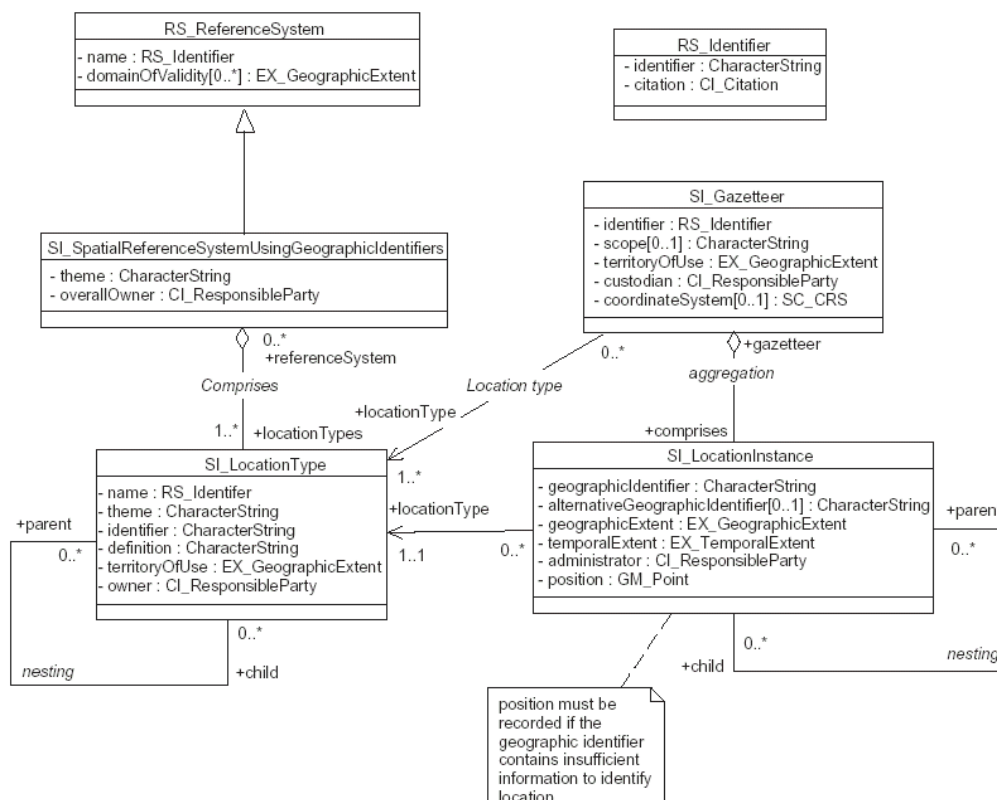 RS_ReferenceSystem
- name : RS_Identifier
- domainOfValidity[0..*] : EX_GeographicExtent
RS_Identifier
- identifier : CharacterString
- citation : CI_Citation
SI_SpatialReferenceSystemUsingGeographicIdentifiers
- theme : CharacterString
- overallOwner : CI_ResponsibleParty
SI_Gazetteer
- identifier : RS_Identifier
- scope[0..1] : CharacterString
- territoryOfUse : EX_GeographicExtent
- custodian : CI_ResponsibleParty
- coordinateSystem[0..1] : SC_CRS
0..*
+referenceSystem
Comprises
1..*
+locationTypes
0..*
Location type
+locationType
1..*
+gazetteer
aggregation
+comprises
SI_LocationType
- name : RS_Identifer
- theme : CharacterString
- identifier : CharacterString
- definition : CharacterString
- territoryOfUse : EX_GeographicExtent
- owner : CI_ResponsibleParty
+locationType
1..1
0..*
SI_LocationInstance
- geographicIdentifier : CharacterString
- alternativeGeographicIdentifier[0..1] : CharacterString
- geographicExtent : EX_GeographicExtent
- temporalExtent : EX_TemporalExtent
- administrator : CI_ResponsibleParty
- position : GM_Point
+parent
0..*
0..*
+child
nesting
+parent
0..*
0..*
+child
nesting
position must be
recorded if the
geographic identifier
contains insufficient
information to identify
location